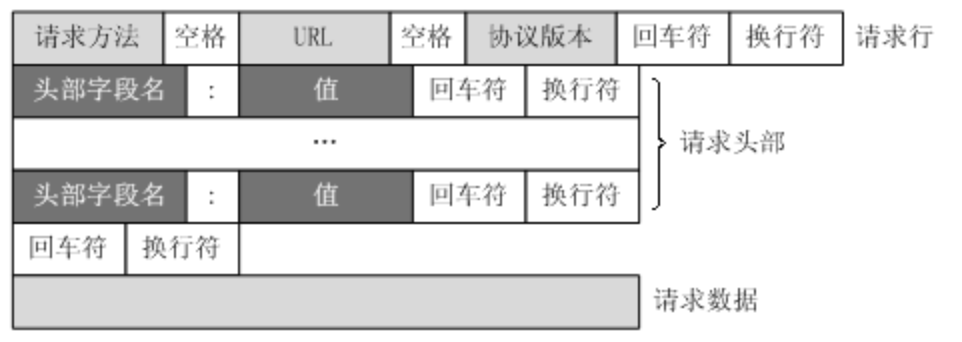 请求方法 空格 URL 空格 协议版本 回车符 换行符 请求行
头部字段名 : 值 回车符 换行符
...
请求头部
头部字段名 : 值 回车符 换行符
回车符 换行符
请求数据